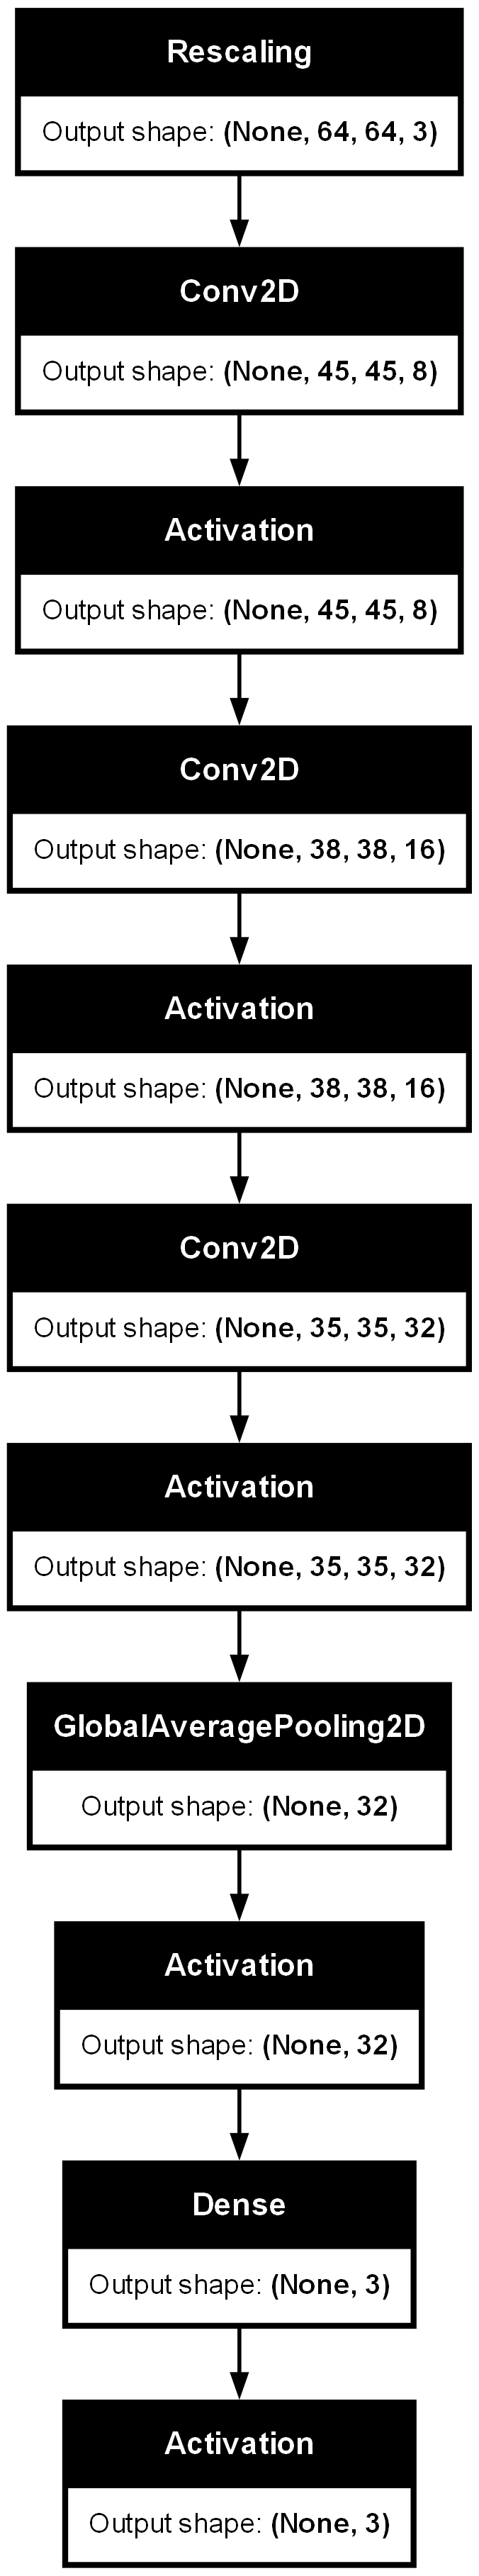 Rescaling
Output shape: (None, 64, 64, 3)
Conv2D
Output shape: (None, 45, 45, 8)
Activation
Output shape: (None, 45, 45, 8)
Conv2D
Output shape: (None, 38, 38, 16)
Activation
Output shape: (None, 38, 38, 16)
Conv2D
Output shape: (None, 35, 35, 32)
Activation
Output shape: (None, 35, 35, 32)
GlobalAveragePooling2D
Output shape: (None, 32)
Activation
Output shape: (None, 32)
Dense
Output shape: (None, 3)
Activation
Output shape: (None, 3)